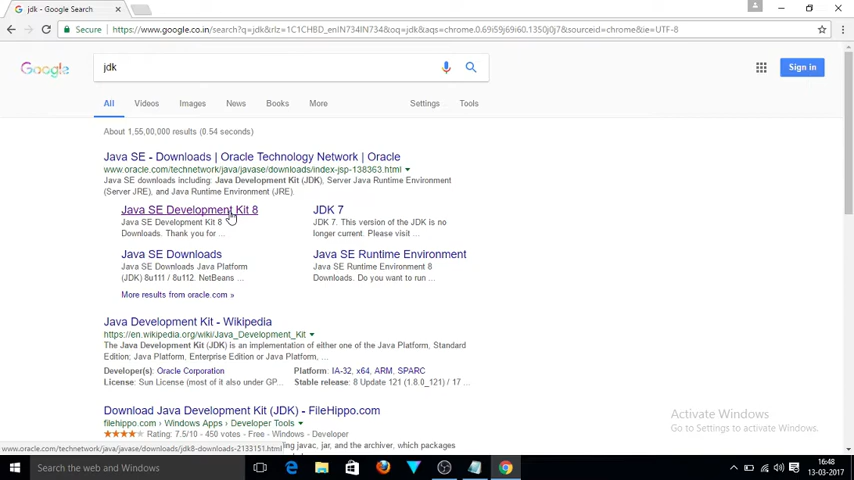 jdk - Google Search
Secure https://www.google.co.in/search?q=jdk&rlz=1C1CHBD_enIN734IN734&oq=jdk&aqs=chrome.0.69i59j69i60.1350j0j7&sourceid=chrome&ie=UTF-8
Google
jdk
Sign in
All Videos Images News Books More Settings Tools
About 1,55,00,000 results (0.54 seconds)
Java SE - Downloads | Oracle Technology Network | Oracle
www.oracle.com/technetwork/java/javase/downloads/index-jsp-138363.html
Java SE downloads including: Java Development Kit (JDK), Server Java Runtime Environment
(Server JRE), and Java Runtime Environment (JRE).
Java SE Development Kit 8
Java SE Development Kit 8
Downloads. Thank you for ...
JDK 7
JDK 7. This version of the JDK is no
longer current. Please visit ...
Java SE Downloads
Java SE Downloads Java Platform
(JDK) 8u111 / 8u112. NetBeans ...
Java SE Runtime Environment
Java SE Runtime Environment 8
Downloads. Do you want to run ...
More results from oracle.com »
Java Development Kit - Wikipedia
https://en.wikipedia.org/wiki/Java_Development_Kit
The Java Development Kit (JDK) is an implementation of either one of the Java Platform, Standard
Edition; Java Platform, Enterprise Edition or Java Platform, ...
Developer(s): Oracle Corporation Platform: IA-32, x64, ARM, SPARC
License: Sun License (most of it also under GP... Stable release: 8 Update 121 (1.8.0_121) / 17 ...
Download Java Development Kit (JDK) - FileHippo.com
filehippo.com › Windows Apps › Developer Tools
Rating: 7.5/10 - 450 votes - Free - Windows - Developer
ing javac, jar, and the archiver, which packages
www.oracle.com/technetwork/java/javase/downloads/jdk8-downloads-2133151.html
Activate Windows
Go to Settings to activate Windows.
Search the web and Windows
16:48
13-03-2017